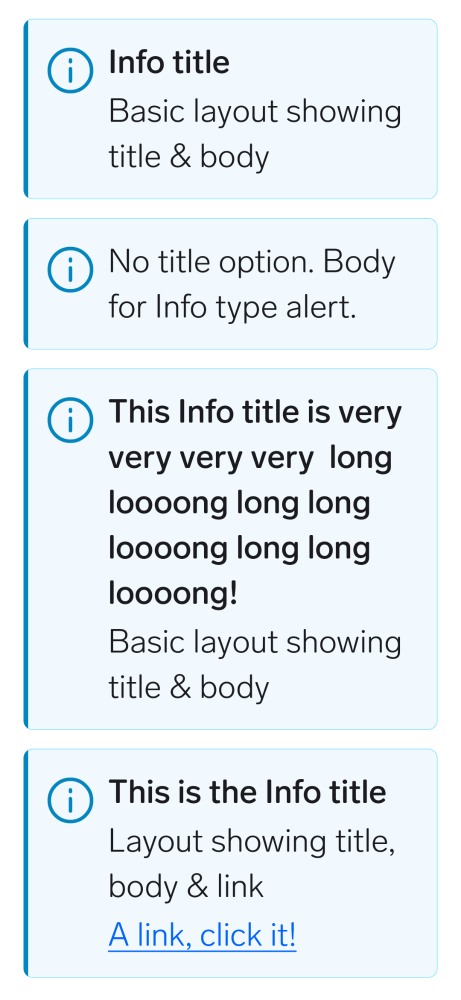 Info title
Basic layout showing
title & body
No title option. Body
for Info type alert.
This Info title is very
very very very  long
loooong long long
loooong long long
loooong!
Basic layout showing
title & body
This is the Info title
Layout showing title,
body & link
A link, click it!